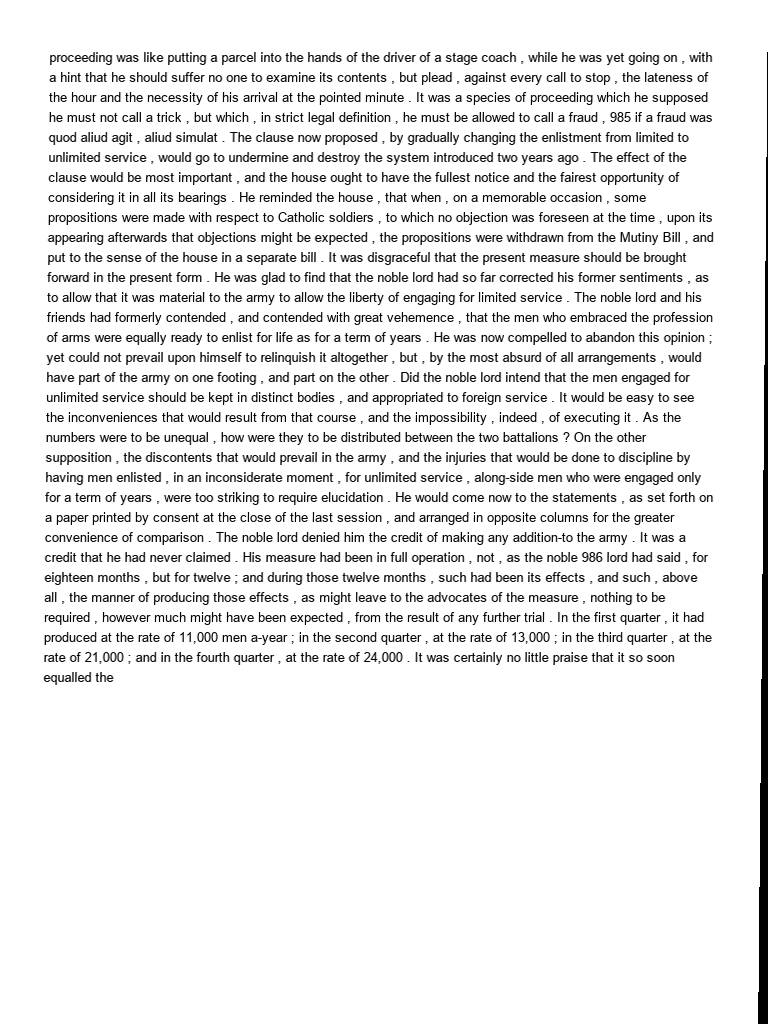 proceeding was like putting a parcel into the hands of the driver of a stage coach , while he was yet going on , with
a hint that he should suffer no one to examine its contents , but plead , against every call to stop , the lateness of
the hour and the necessity of his arrival at the pointed minute . It was a species of proceeding which he supposed
he must not call a trick , but which , in strict legal definition , he must be allowed to call a fraud , 985 if a fraud was
quod aliud agit , aliud simulat . The clause now proposed , by gradually changing the enlistment from limited to
unlimited service , would go to undermine and destroy the system introduced two years ago . The effect of the
clause would be most important , and the house ought to have the fullest notice and the fairest opportunity of
considering it in all its bearings . He reminded the house , that when , on a memorable occasion , some
propositions were made with respect to Catholic soldiers , to which no objection was foreseen at the time , upon its
appearing afterwards that objections might be expected , the propositions were withdrawn from the Mutiny Bill , and
put to the sense of the house in a separate bill . It was disgraceful that the present measure should be brought
forward in the present form . He was glad to find that the noble lord had so far corrected his former sentiments , as
to allow that it was material to the army to allow the liberty of engaging for limited service . The noble lord and his
friends had formerly contended , and contended with great vehemence , that the men who embraced the profession
of arms were equally ready to enlist for life as for a term of years . He was now compelled to abandon this opinion ;
yet could not prevail upon himself to relinquish it altogether , but , by the most absurd of all arrangements , would
have part of the army on one footing , and part on the other . Did the noble lord intend that the men engaged for
unlimited service should be kept in distinct bodies , and appropriated to foreign service . It would be easy to see
the inconveniences that would result from that course , and the impossibility , indeed , of executing it . As the
numbers were to be unequal , how were they to be distributed between the two battalions ? On the other
supposition , the discontents that would prevail in the army , and the injuries that would be done to discipline by
having men enlisted , in an inconsiderate moment , for unlimited service , along-side men who were engaged only
for a term of years , were too striking to require elucidation . He would come now to the statements , as set forth on
a paper printed by consent at the close of the last session , and arranged in opposite columns for the greater
convenience of comparison . The noble lord denied him the credit of making any addition-to the army . It was a
credit that he had never claimed . His measure had been in full operation , not , as the noble 986 lord had said , for
eighteen months , but for twelve ; and during those twelve months , such had been its effects , and such , above
all , the manner of producing those effects , as might leave to the advocates of the measure , nothing to be
required , however much might have been expected , from the result of any further trial . In the first quarter , it had
produced at the rate of 11,000 men a-year ; in the second quarter , at the rate of 13,000 ; in the third quarter , at the
rate of 21,000 ; and in the fourth quarter , at the rate of 24,000 . It was certainly no little praise that it so soon
equalled the